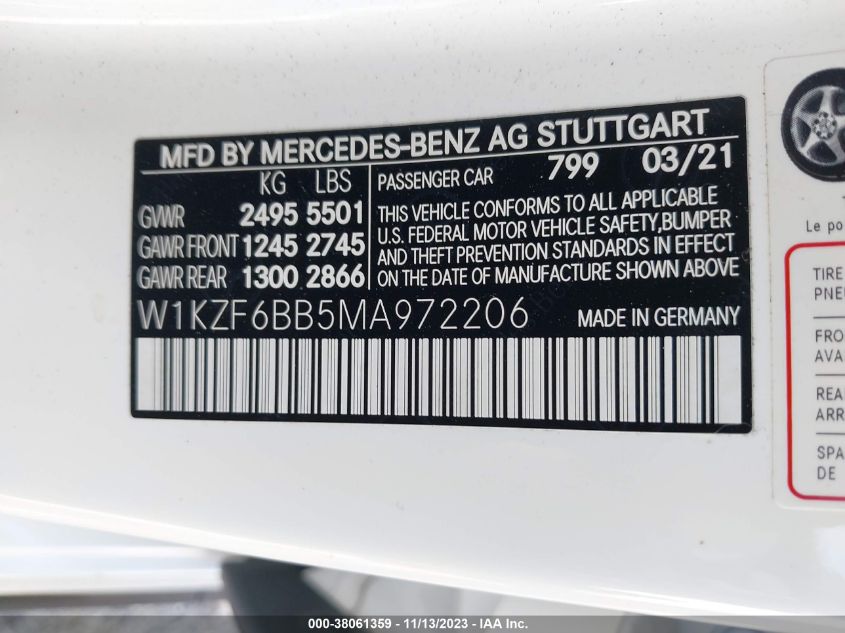 MFD BY MERCEDES-BENZ AG STUTTGART
KG LBS
GVWR 2495 5501
GAWR FRONT 1245 2745
GAWR REAR 1300 2866
PASSENGER CAR 799 03/21
THIS VEHICLE CONFORMS TO ALL APPLICABLE
U.S. FEDERAL MOTOR VEHICLE SAFETY,BUMPER
AND THEFT PREVENTION STANDARDS IN EFFECT
ON THE DATE OF MANUFACTURE SHOWN ABOVE
W1KZF6BB5MA972206 MADE IN GERMANY
Le po
TIRE
PNEU
FRO
AVA
REA
ARR
SPA
DE
000-38061359 - 11/13/2023 - IAA Inc.